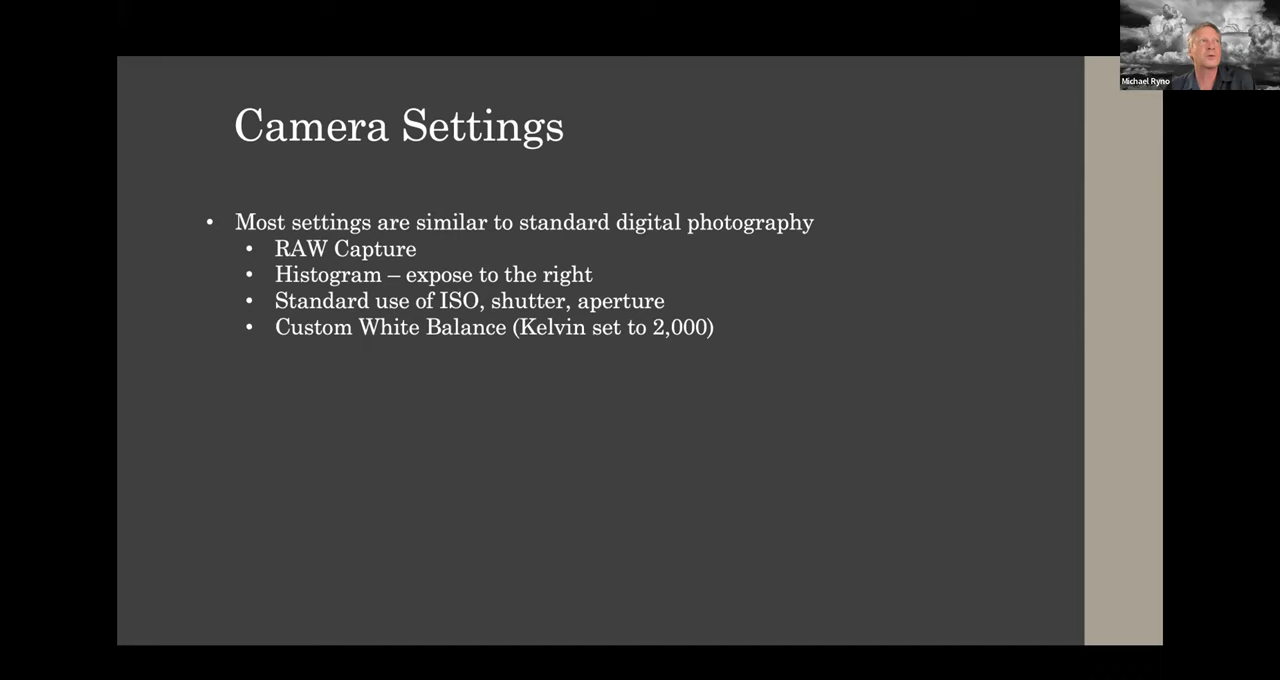 Michael Ryno
Camera Settings
• Most settings are similar to standard digital photography
• RAW Capture
• Histogram – expose to the right
• Standard use of ISO, shutter, aperture
• Custom White Balance (Kelvin set to 2,000)